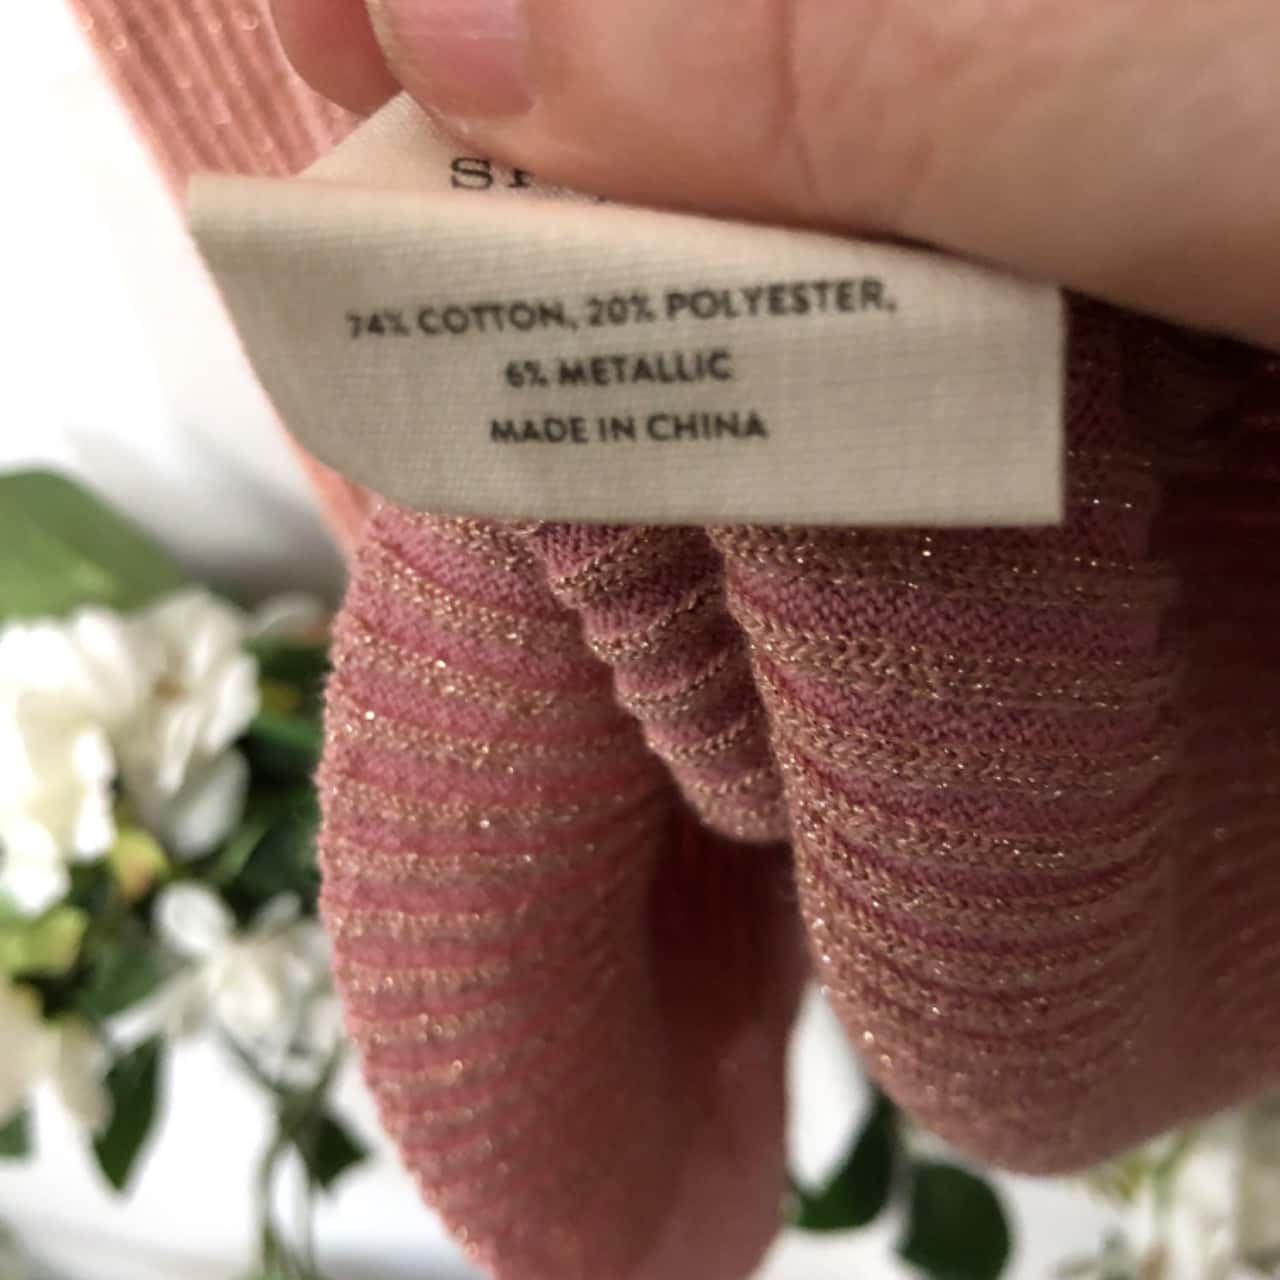 74% COTTON, 20% POLYESTER,
6% METALLIC
MADE IN CHINA